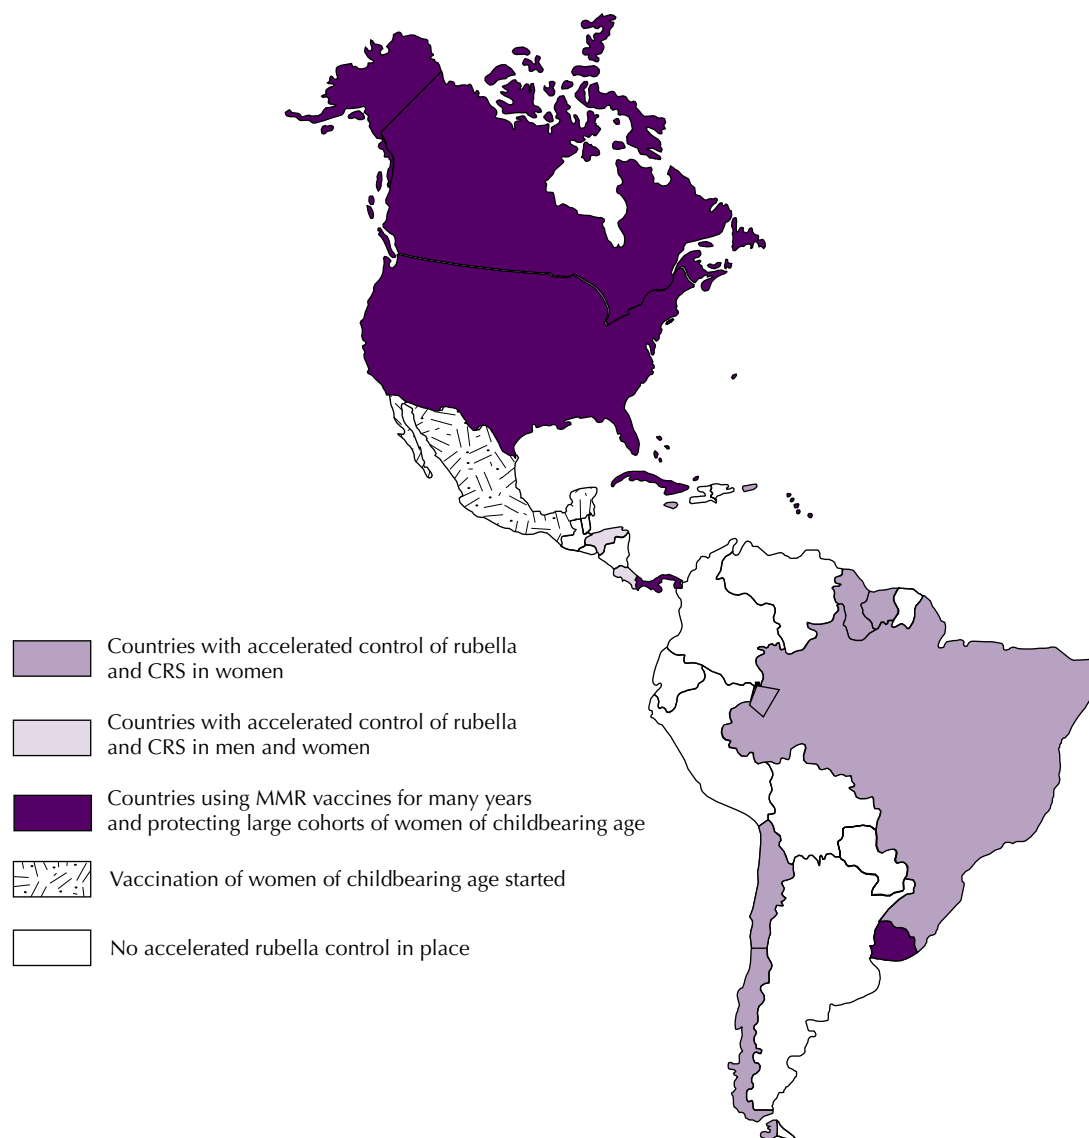 Countries with accelerated control of rubella
and CRS in women
Countries with accelerated control of rubella
and CRS in men and women
Countries using MMR vaccines for many years
and protecting large cohorts of women of childbearing age
Vaccination of women of childbearing age started
No accelerated rubella control in place